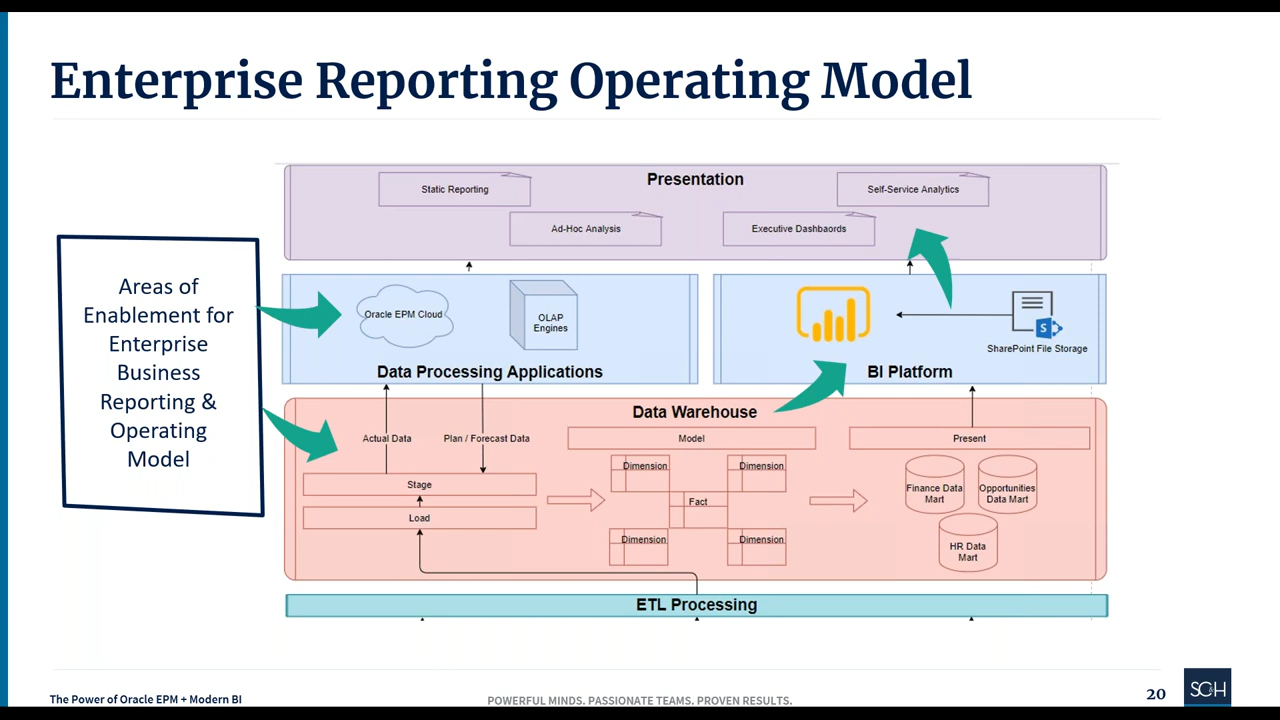 Enterprise Reporting Operating Model
Presentation
Static Reporting
Self-Service Analytics
Ad-Hoc Analysis
Executive Dashbaords
Areas of
Enablement for
Enterprise
Business
Reporting &
Operating
Model
Oracle EPM Cloud
OLAP
Engines
Data Processing Applications
SharePoint File Storage
BI Platform
Data Warehouse
Actual Data
Plan / Forecast Data
Stage
Load
Model
Dimension
Dimension
Fact
Dimension
Dimension
Present
Finance Data
Mart
Opportunities
Data Mart
HR Data
Mart
ETL Processing
The Power of Oracle EPM + Modern BI
POWERFUL MINDS. PASSIONATE TEAMS. PROVEN RESULTS.
20
SC&H